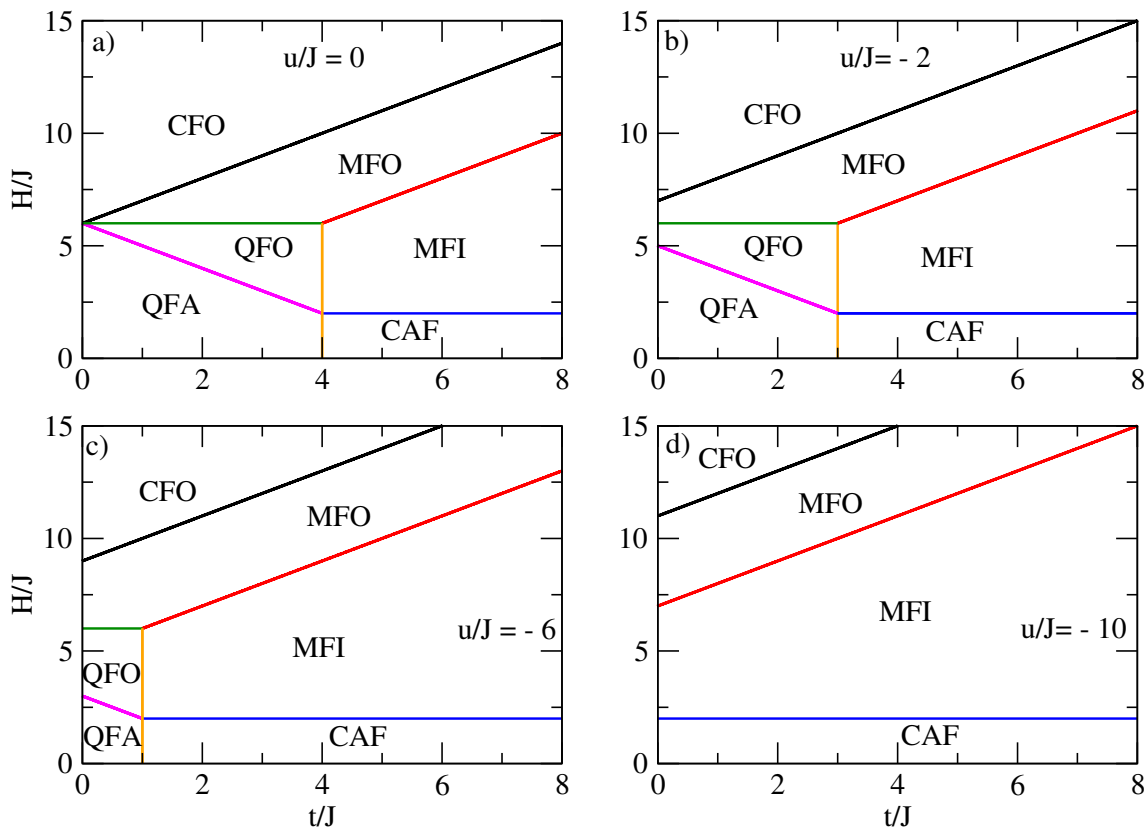 a)
u/J = 0
CFO
MFO
QFO
MFI
QFA
CAF
H/J
15
10
5
0
0 2 4 6 8
b)
u/J= - 2
CFO
MFO
QFO
MFI
QFA
CAF
15
10
5
0
0 2 4 6 8
c)
CFO
MFO
u/J = - 6
MFI
QFO
QFA
CAF
H/J
15
10
5
0
0 2 4 6 8
t/J
d)
CFO
MFO
MFI
u/J= - 10
CAF
15
10
5
0
0 2 4 6 8
t/J